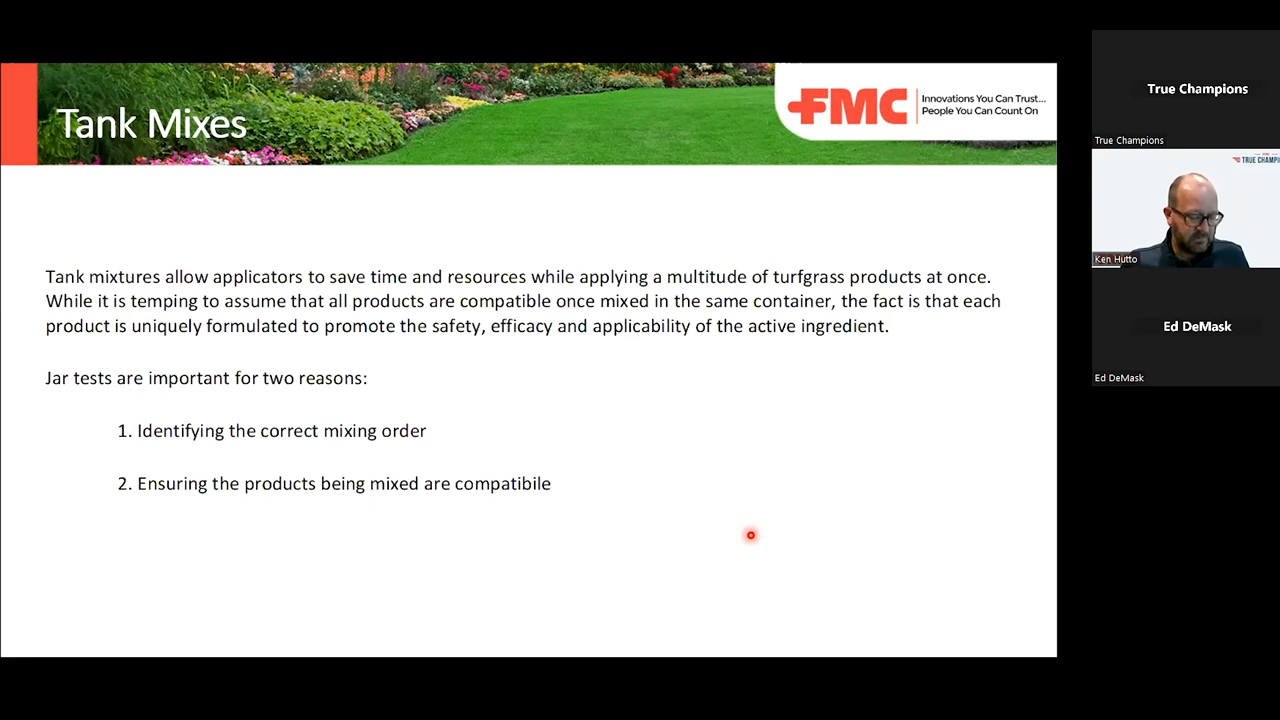 Tank Mixes
FMC
Innovations You Can Trust...
People You Can Count On
Tank mixtures allow applicators to save time and resources while applying a multitude of turfgrass products at once.
While it is temping to assume that all products are compatible once mixed in the same container, the fact is that each
product is uniquely formulated to promote the safety, efficacy and applicability of the active ingredient.
Jar tests are important for two reasons:
1. Identifying the correct mixing order
2. Ensuring the products being mixed are compatibile
True Champions
True Champions
TRUE CHAMPI
Ken Hutto
Ed DeMask
Ed DeMask